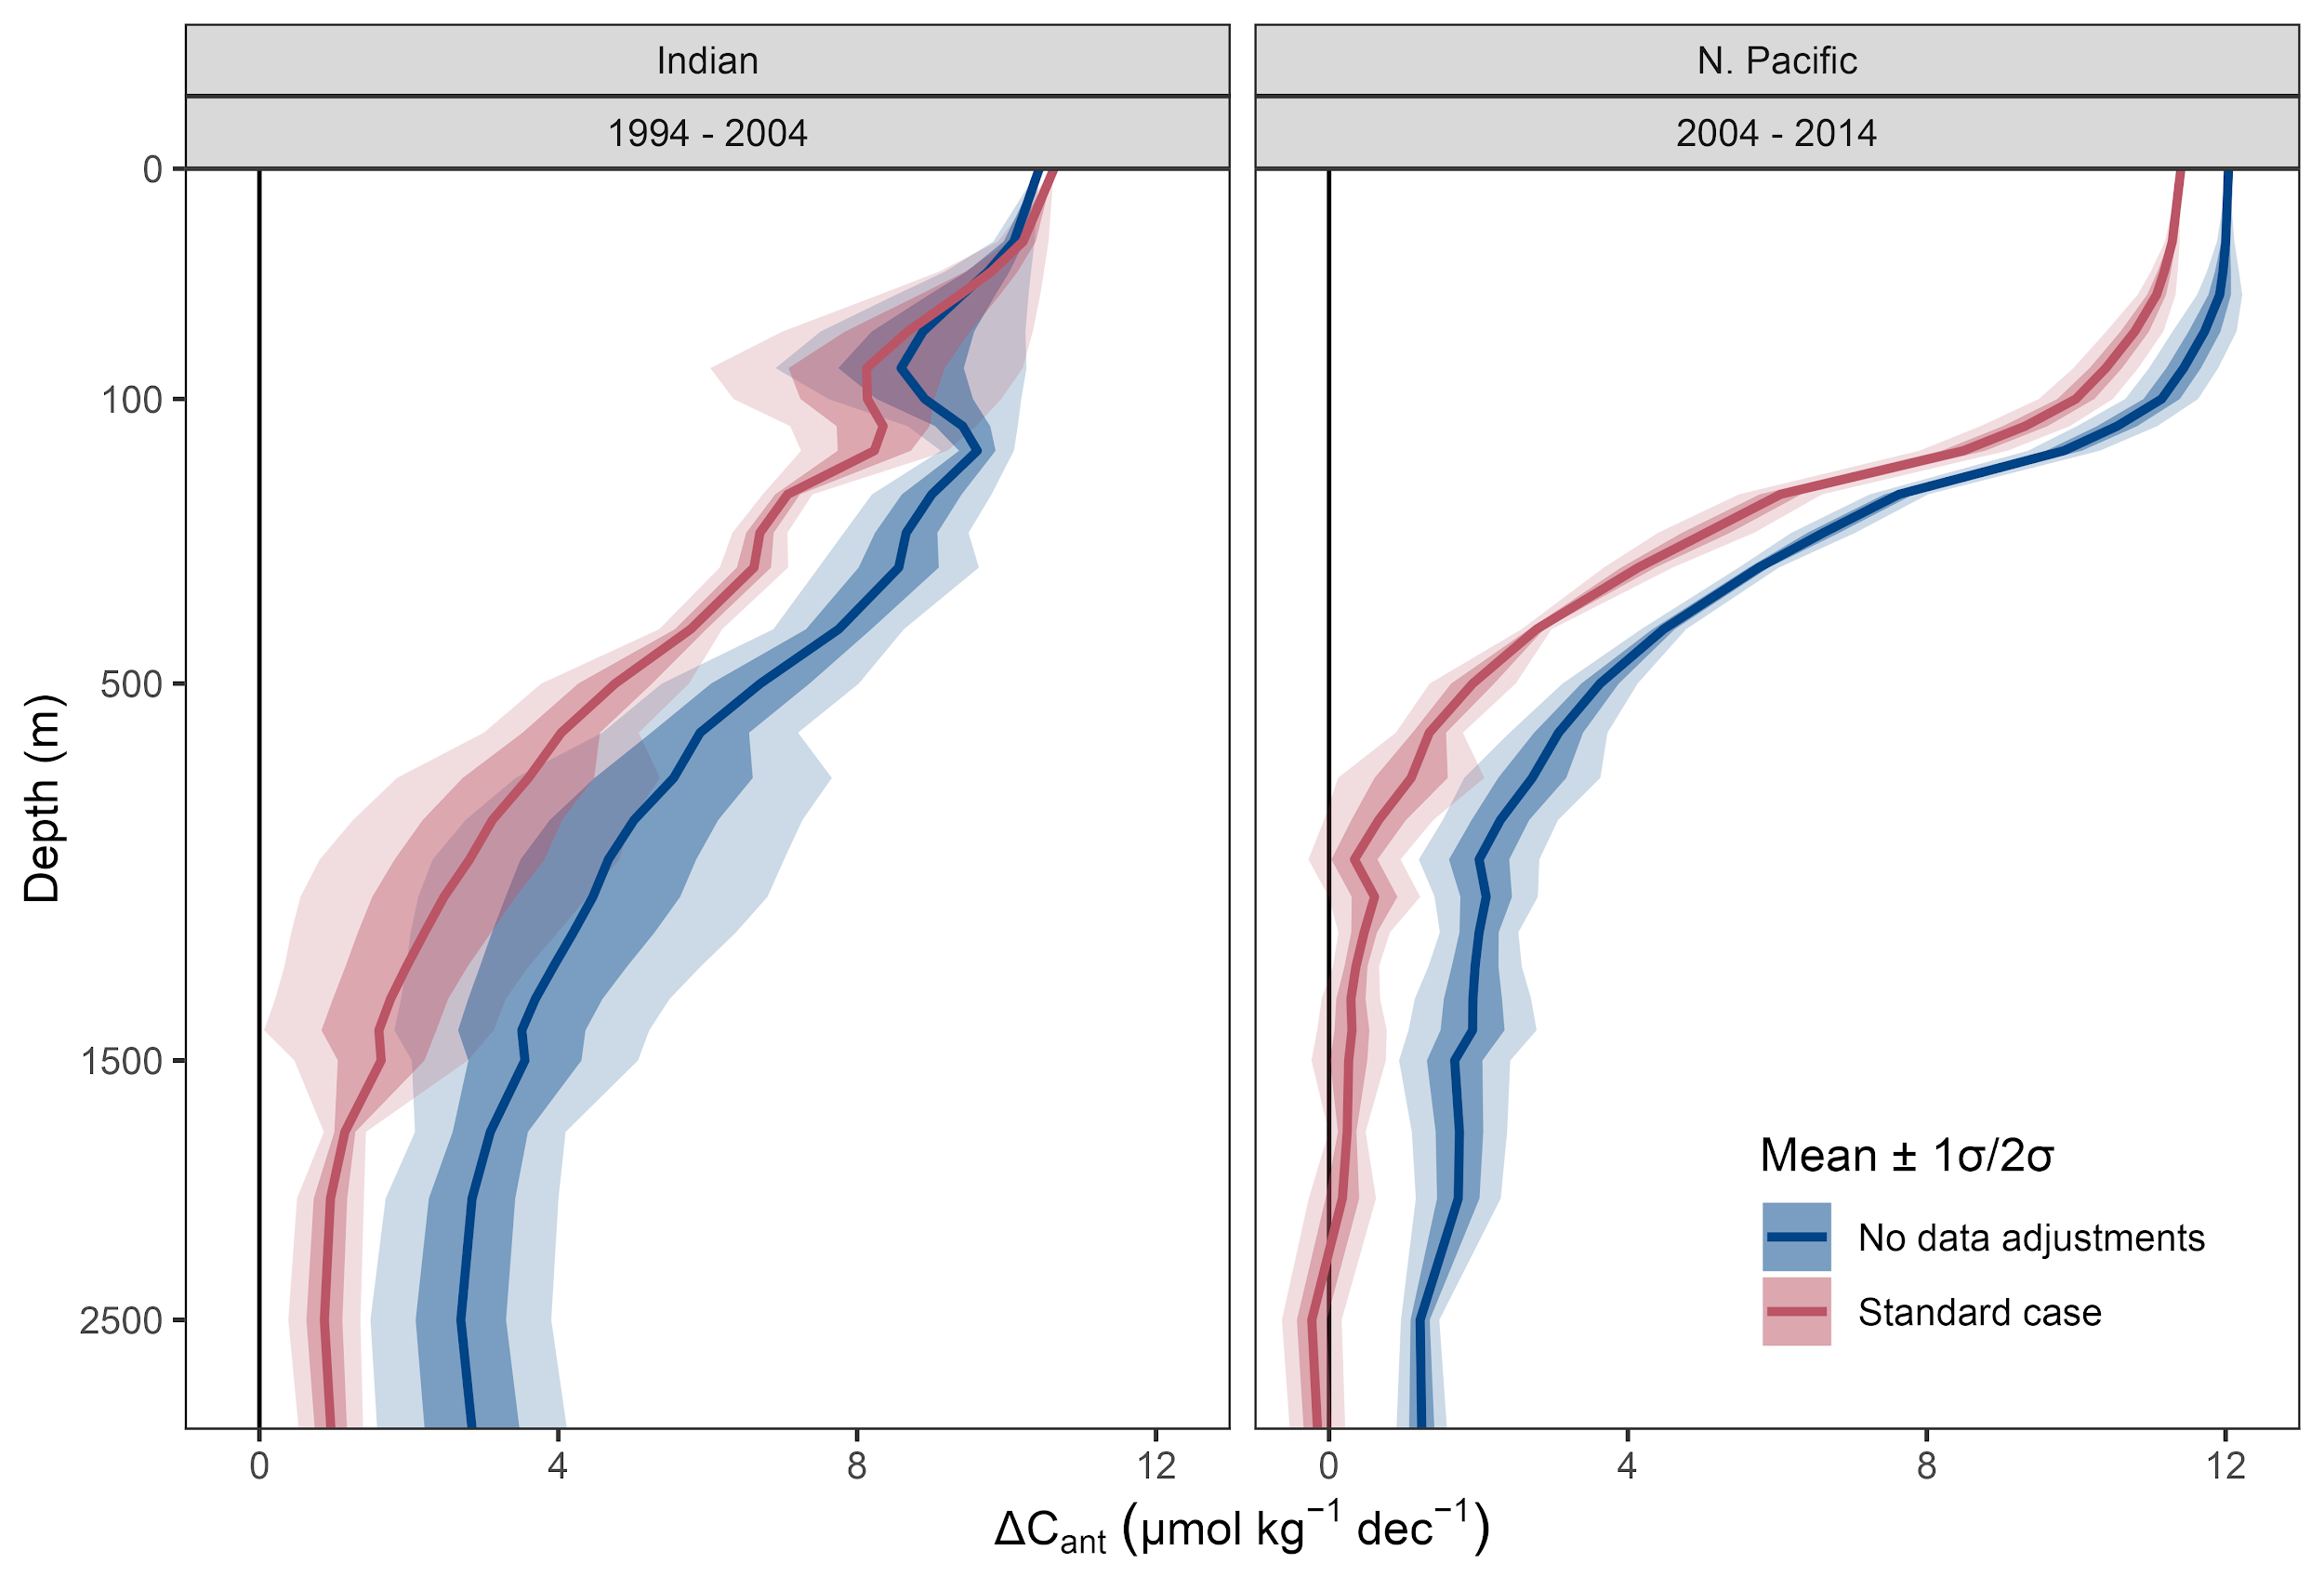 Indian
N. Pacific
1994 - 2004
2004 - 2014
0
100
500
1500
2500
Depth (m)
0
4
8
12
0
4
8
12
ΔCant (μmol kg⁻¹ dec⁻¹)
Mean ± 1σ/2σ
No data adjustments
Standard case